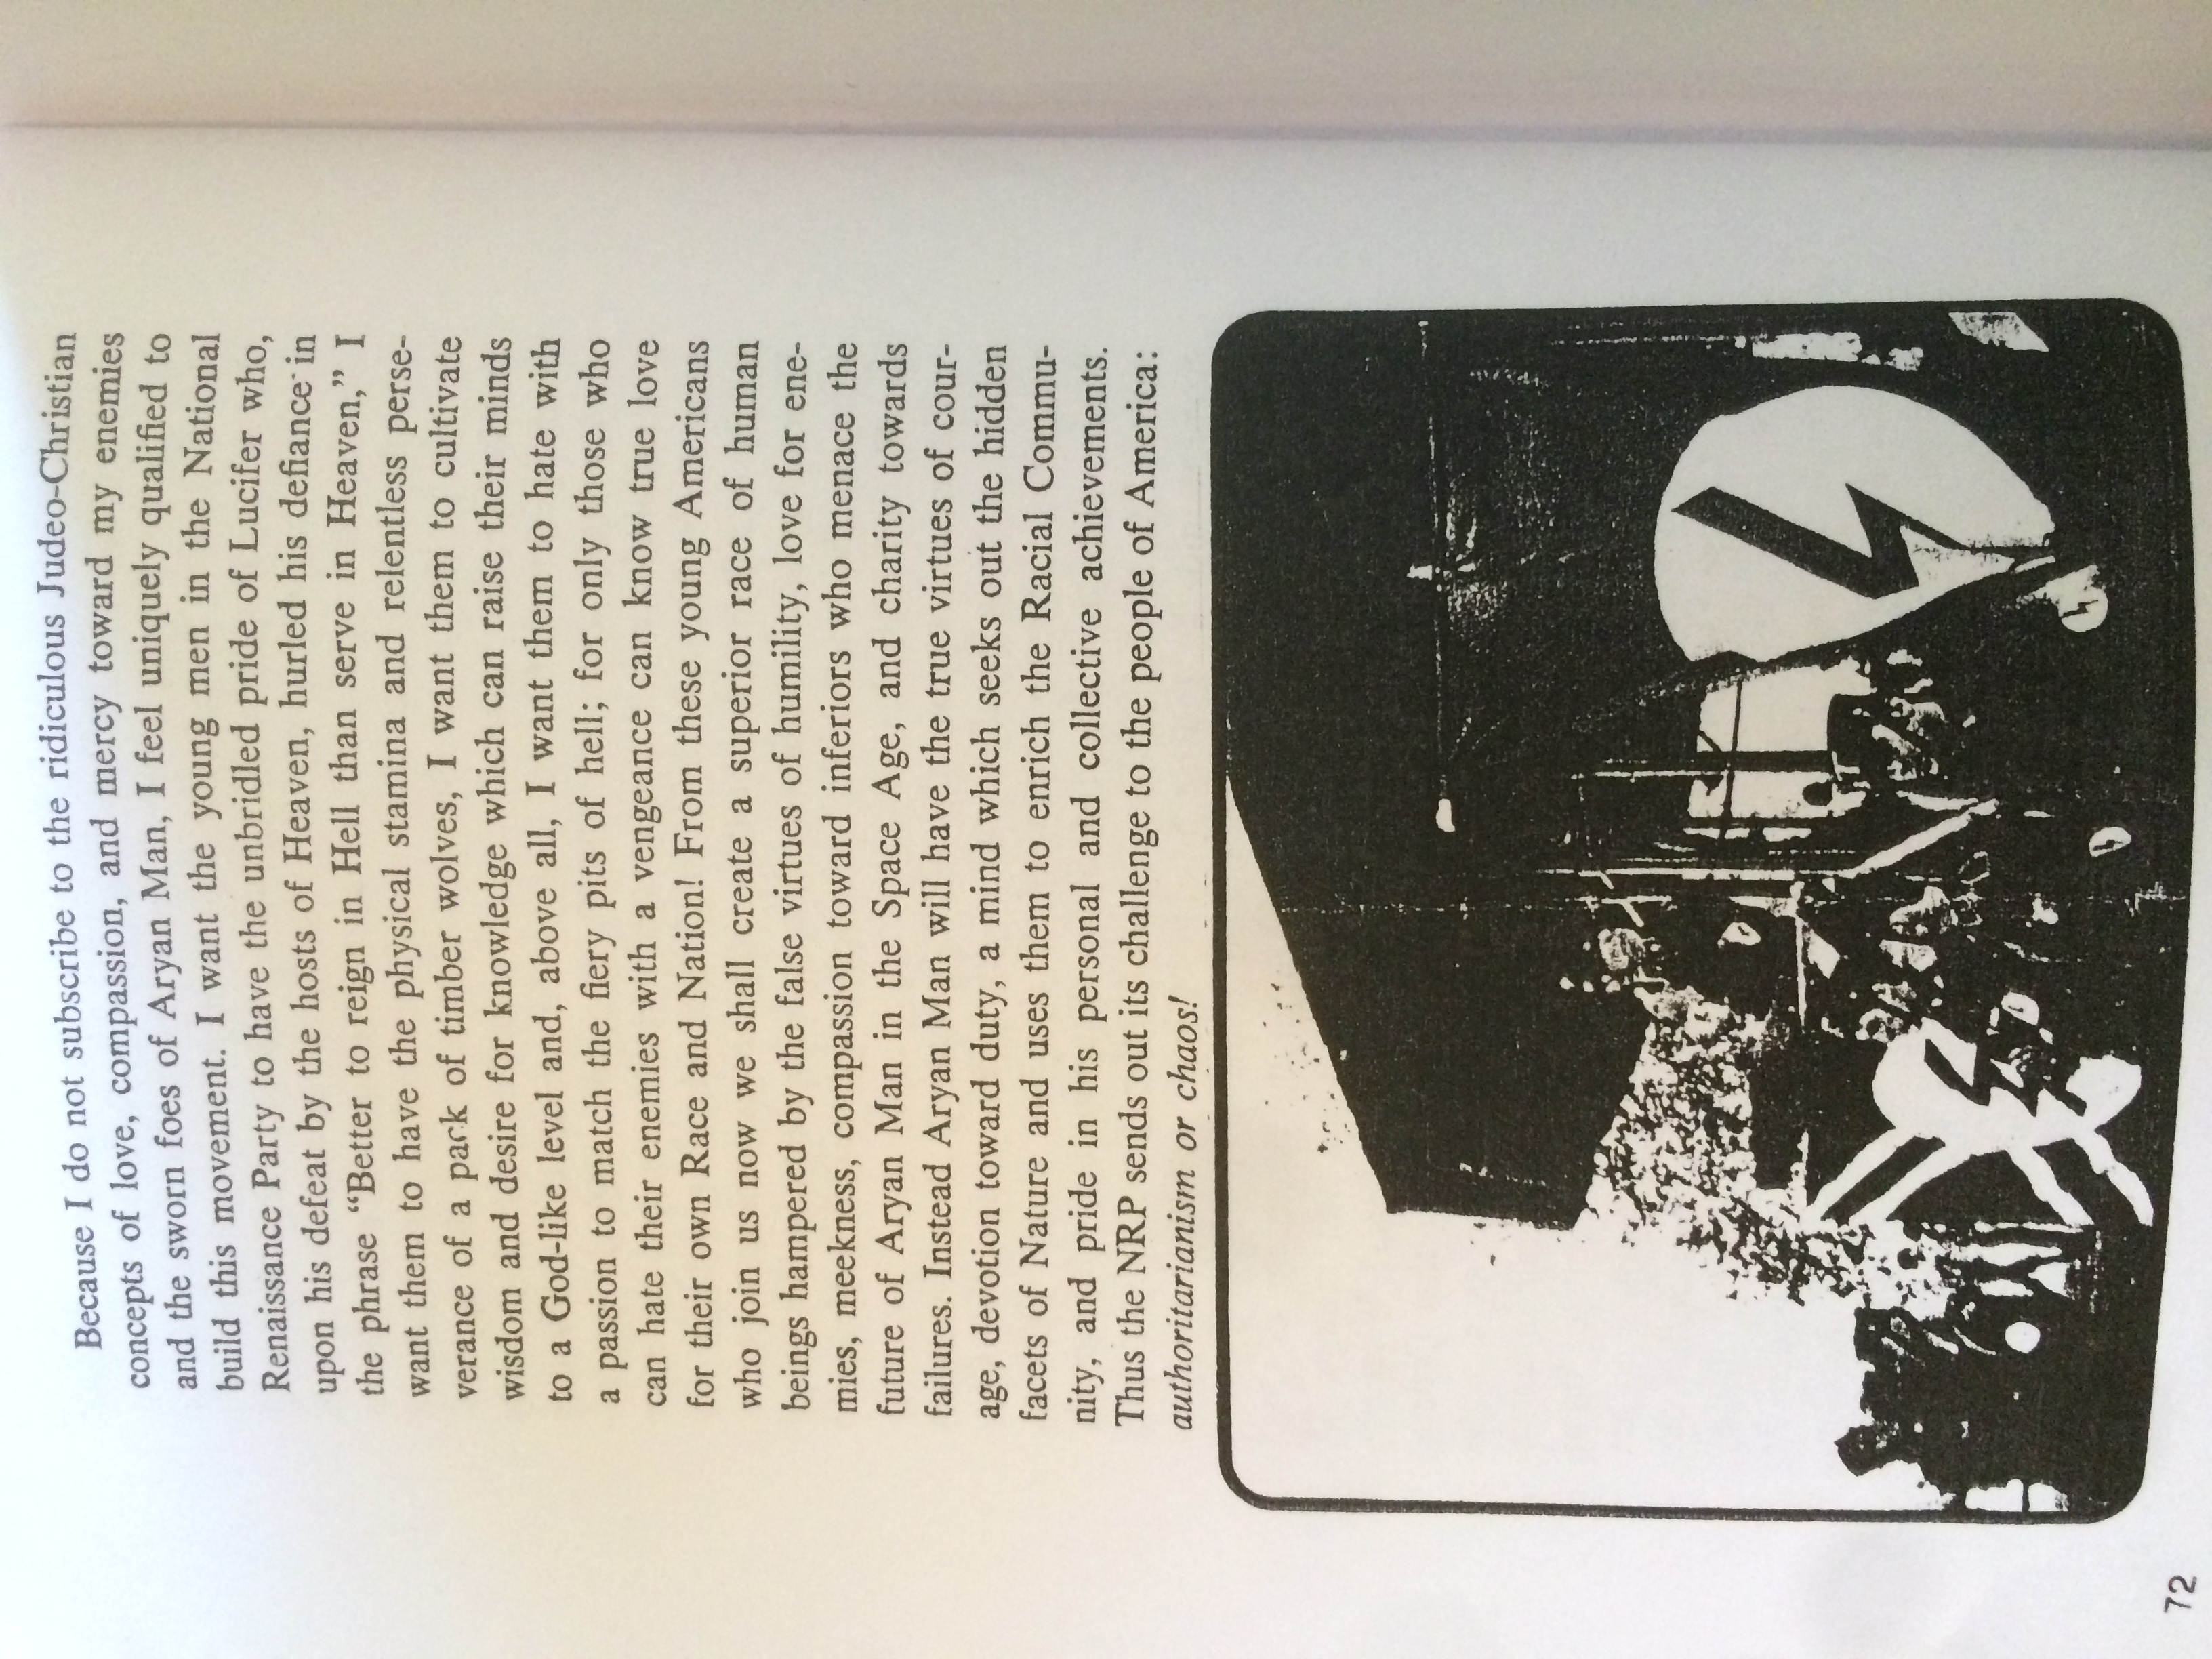 Because I do not subscribe to the ridiculous Judeo-Christian
concepts of love, compassion, and mercy toward my enemies
and the sworn foes of Aryan Man, I feel uniquely qualified to
build this movement. I want the young men in the National
Renaissance Party to have the unbridled pride of Lucifer who,
upon his defeat by the hosts of Heaven, hurled his defiance in
the phrase “Better to reign in Hell than serve in Heaven,” I
want them to have the physical stamina and relentless perse-
verance of a pack of timber wolves, I want them to cultivate
wisdom and desire for knowledge which can raise their minds
to a God-like level and, above all, I want them to hate with
a passion to match the fiery pits of hell; for only those who
can hate their enemies with a vengeance can know true love
for their own Race and Nation! From these young Americans
who join us now we shall create a superior race of human
beings hampered by the false virtues of humility, love for ene-
mies, meekness, compassion toward inferiors who menace the
future of Aryan Man in the Space Age, and charity towards
failures. Instead Aryan Man will have the true virtues of cour-
age, devotion toward duty, a mind which seeks out the hidden
facets of Nature and uses them to enrich the Racial Commu-
nity, and pride in his personal and collective achievements.
Thus the NRP sends out its challenge to the people of America:
authoritarianism or chaos!
72